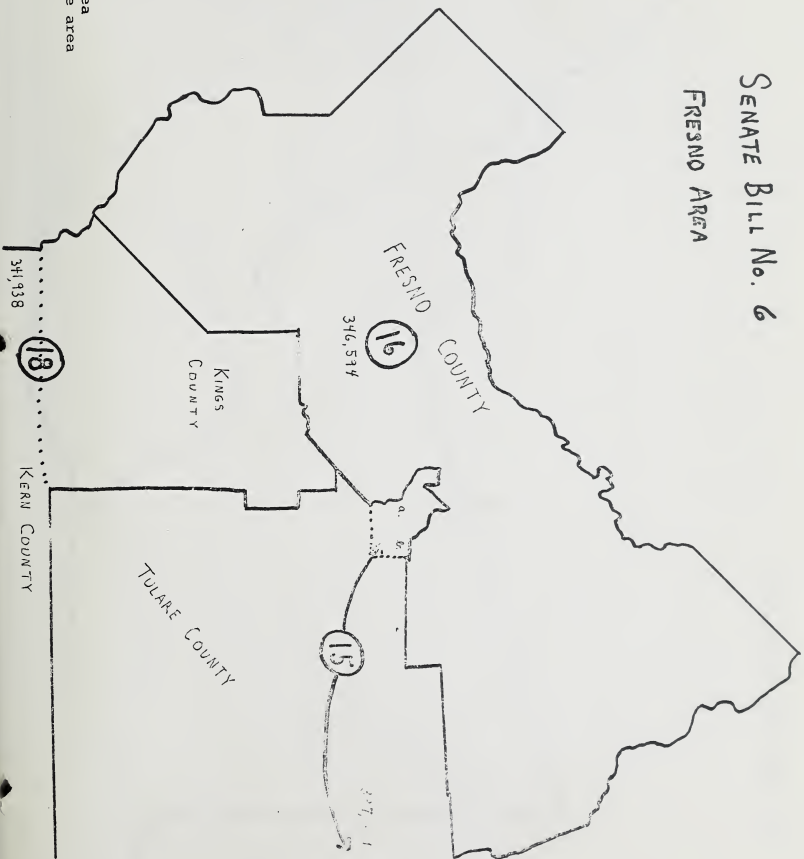 SENATE BILL No. 6
FRESNO AREA
ea
e area
FRESNO COUNTY
16
346,594
KINGS
COUNTY
341,938
18
KERN COUNTY
TULARE COUNTY
15
a.